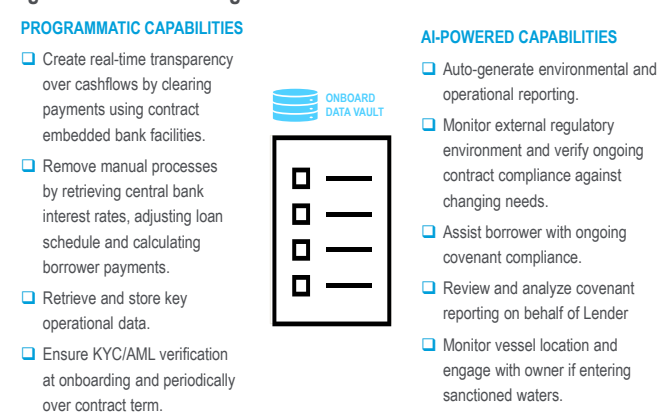 PROGRAMMATIC CAPABILITIES
Create real-time transparency
over cashflows by clearing
payments using contract
embedded bank facilities.
Remove manual processes
by retrieving central bank
interest rates, adjusting loan
schedule and calculating
borrower payments.
Retrieve and store key
operational data.
Ensure KYC/AML verification
at onboarding and periodically
over contract term.
ONBOARD
DATA VAULT
AI-POWERED CAPABILITIES
Auto-generate environmental and
operational reporting.
Monitor external regulatory
environment and verify ongoing
contract compliance against
changing needs.
Assist borrower with ongoing
covenant compliance.
Review and analyze covenant
reporting on behalf of Lender
Monitor vessel location and
engage with owner if entering
sanctioned waters.